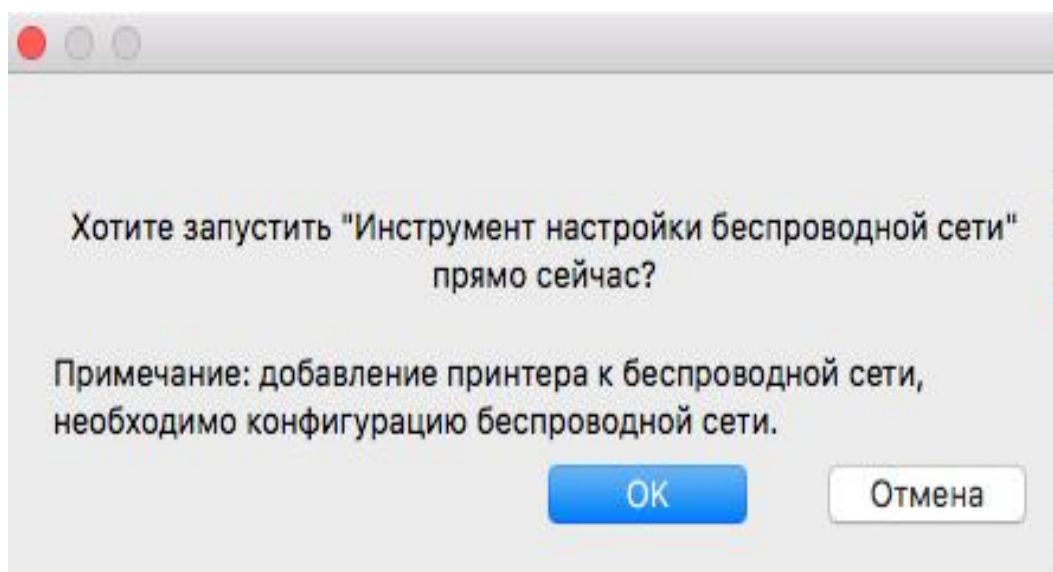 Хотите запустить "Инструмент настройки беспроводной сети"
прямо сейчас?
Примечание: добавление принтера к беспроводной сети,
необходимо конфигурацию беспроводной сети.
OK
Отмена